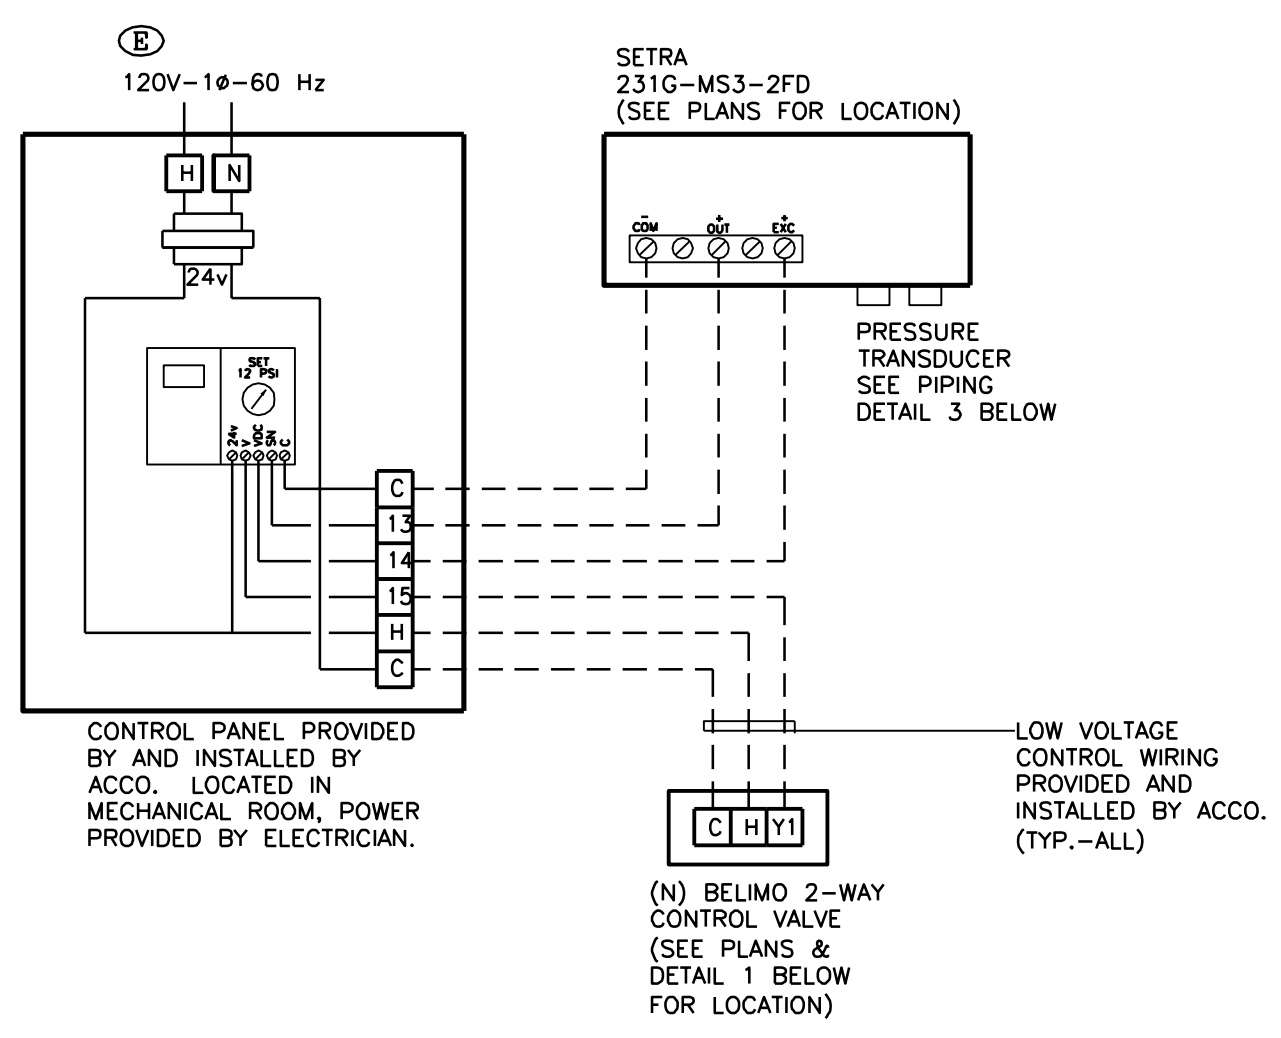 E
120V-1ø-60 Hz
SETRA
231G-MS3-2FD
(SEE PLANS FOR LOCATION)
H N
24v
- + +
COM OUT EXC
PRESSURE
TRANSDUCER
SEE PIPING
DETAIL 3 BELOW
SET
12 PSI
24v V VDC SN C
C
13
14
15
H
C
CONTROL PANEL PROVIDED
BY AND INSTALLED BY
ACCO. LOCATED IN
MECHANICAL ROOM, POWER
PROVIDED BY ELECTRICIAN.
LOW VOLTAGE
CONTROL WIRING
PROVIDED AND
INSTALLED BY ACCO.
(TYP.-ALL)
C H Y1
(N) BELIMO 2-WAY
CONTROL VALVE
(SEE PLANS &
DETAIL 1 BELOW
FOR LOCATION)